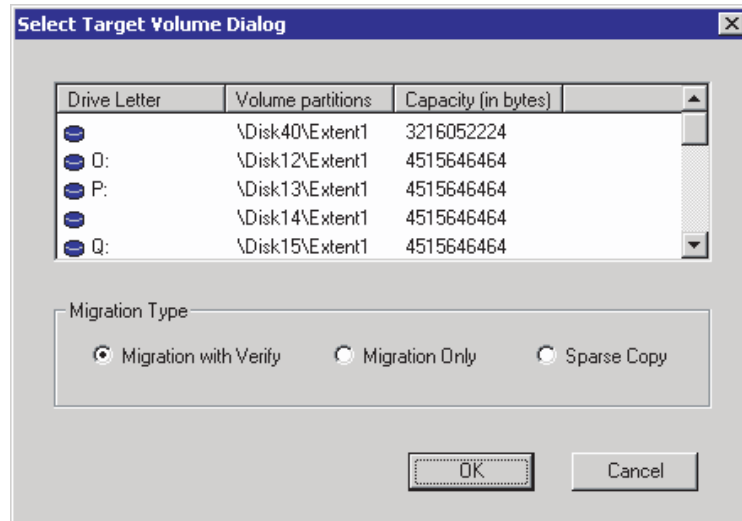 Select Target Volume Dialog
Drive Letter Volume partitions Capacity (in bytes)
\Disk40\Extent1 3216052224
O: \Disk12\Extent1 4515646464
P: \Disk13\Extent1 4515646464
\Disk14\Extent1 4515646464
Q: \Disk15\Extent1 4515646464
Migration Type
Migration with Verify Migration Only Sparse Copy
OK Cancel